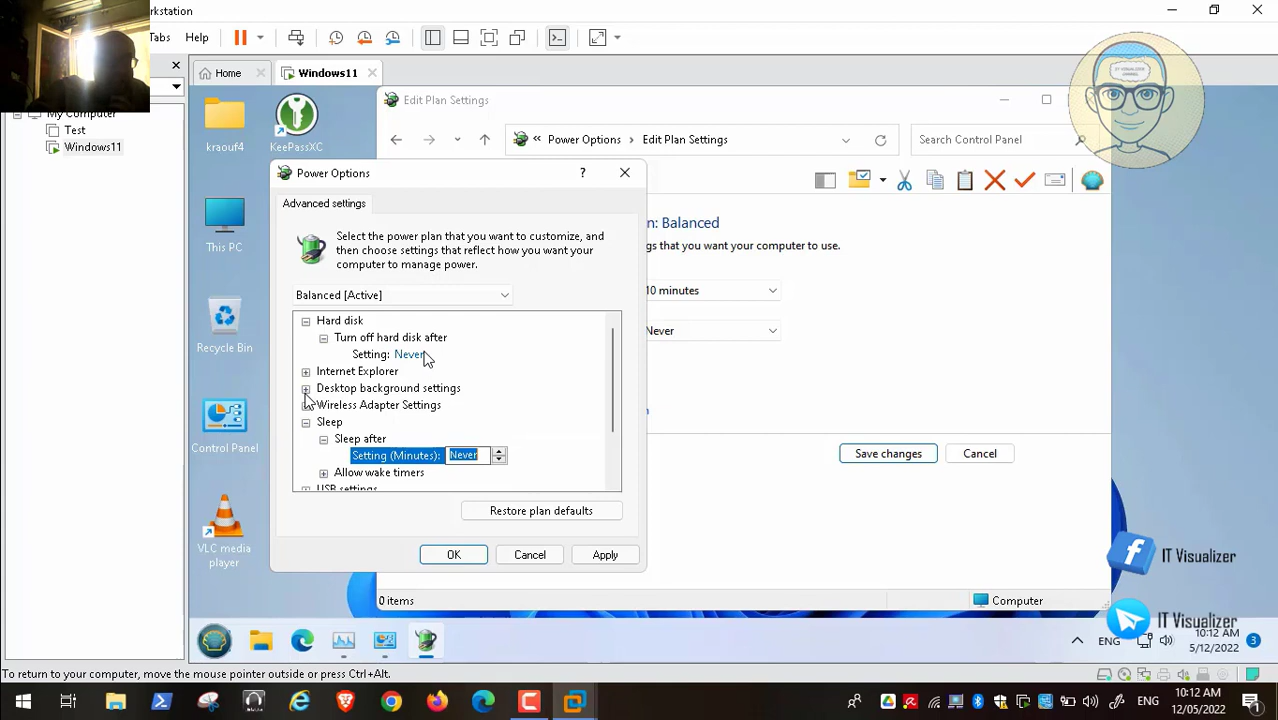 rkstation
Tabs
Help
My Computer
Test
Windows11
Home
Windows11
kraouf4
KeePassXC
This PC
Recycle Bin
Control Panel
VLC media
player
Edit Plan Settings
Power Options
Edit Plan Settings
Search Control Panel
IT-VISUALIZER
CHANNEL
n: Balanced
gs that you want your computer to use.
10 minutes
Never
Save changes
Cancel
Power Options
?
Advanced settings
Select the power plan that you want to customize, and
then choose settings that reflect how you want your
computer to manage power.
Balanced [Active]
Hard disk
Turn off hard disk after
Setting: Never
Internet Explorer
Desktop background settings
Wireless Adapter Settings
Sleep
Sleep after
Setting (Minutes): Never
Allow wake timers
USB settings
Restore plan defaults
OK
Cancel
Apply
IT Visualizer
IT Visualizer
0 items
Computer
ENG
10:12 AM
5/12/2022
3
To return to your computer, move the mouse pointer outside or press Ctrl+Alt.
ENG
10:12 AM
12/05/2022
1